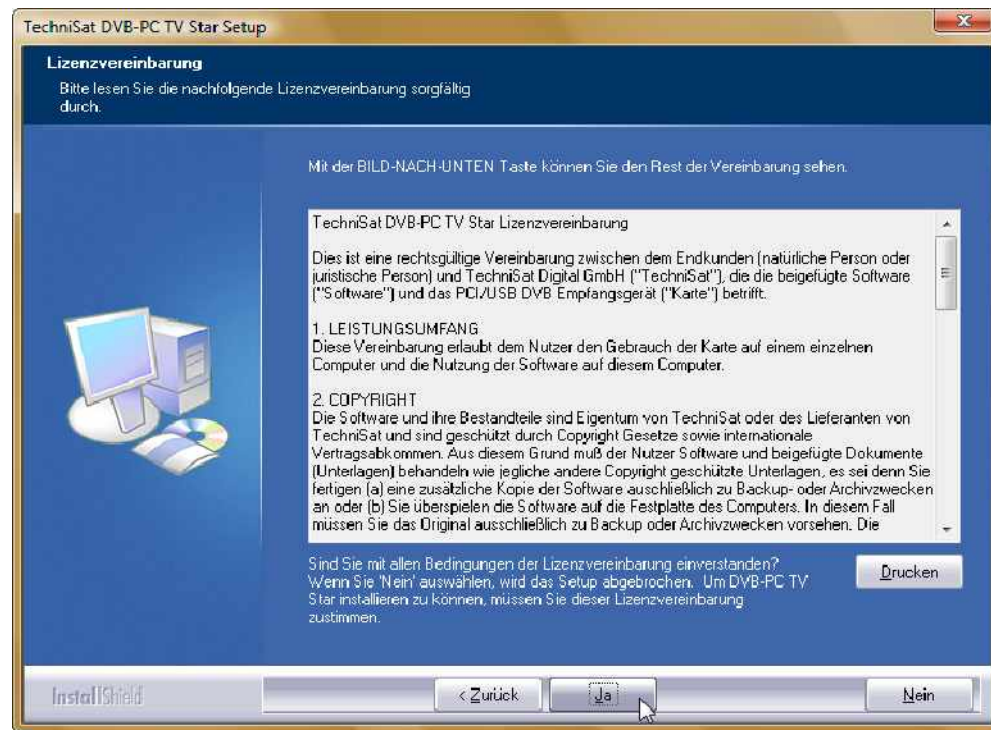 TechniSat DVB-PC TV Star Setup
Lizenzvereinbarung
Bitte lesen Sie die nachfolgende Lizenzvereinbarung sorgfältig
durch.
Mit der BILD-NACH-UNTEN Taste können Sie den Rest der Vereinbarung sehen.
TechniSat DVB-PC TV Star Lizenzvereinbarung
Dies ist eine rechtsgültige Vereinbarung zwischen dem Endkunden (natürliche Person oder
juristische Person) und TechniSat Digital GmbH ("TechniSat"), die die beigefügte Software
("Software") und das PCI/USB DVB Empfangsgerät ("Karte") betrifft.
1. LEISTUNGSUMFANG
Diese Vereinbarung erlaubt dem Nutzer den Gebrauch der Karte auf einem einzelnen
Computer und die Nutzung der Software auf diesem Computer.
2. COPYRIGHT
Die Software und ihre Bestandteile sind Eigentum von TechniSat oder des Lieferanten von
TechniSat und sind geschützt durch Copyright Gesetze sowie internationale
Vertragsabkommen. Aus diesem Grund muß der Nutzer Software und beigefügte Dokumente
(Unterlagen) behandeln wie jegliche andere Copyright geschützte Unterlagen, es sei denn Sie
fertigen (a) eine zusätzliche Kopie der Software auschließlich zu Backup- oder Archivzwecken
an oder (b) Sie überspielen die Software auf die Festplatte des Computers. In diesem Fall
müssen Sie das Original ausschließlich zu Backup oder Archivzwecken vorsehen. Die
Sind Sie mit allen Bedingungen der Lizenzvereinbarung einverstanden?
Wenn Sie 'Nein' auswählen, wird das Setup abgebrochen. Um DVB-PC TV
Star installieren zu können, müssen Sie dieser Lizenzvereinbarung
zustimmen.
Drucken
InstallShield
< Zurück
Ja
Nein